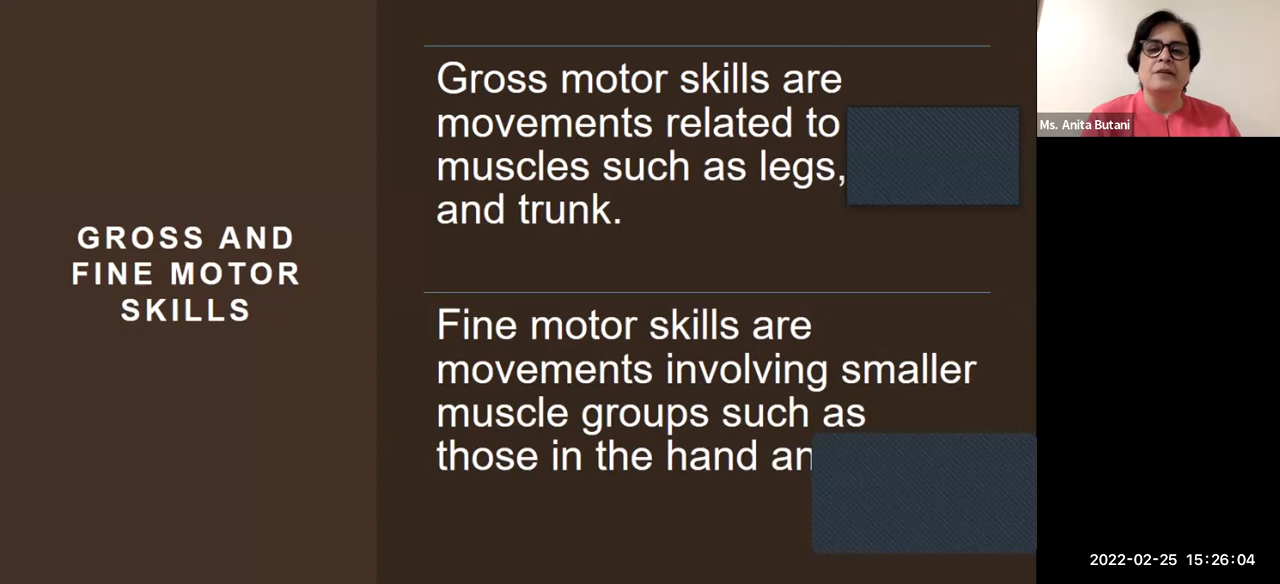 GROSS AND
FINE MOTOR
SKILLS
Gross motor skills are
movements related to
muscles such as legs,
and trunk.
Fine motor skills are
movements involving smaller
muscle groups such as
those in the hand
Ms. Anita Butani
2022-02-25 15:26:04